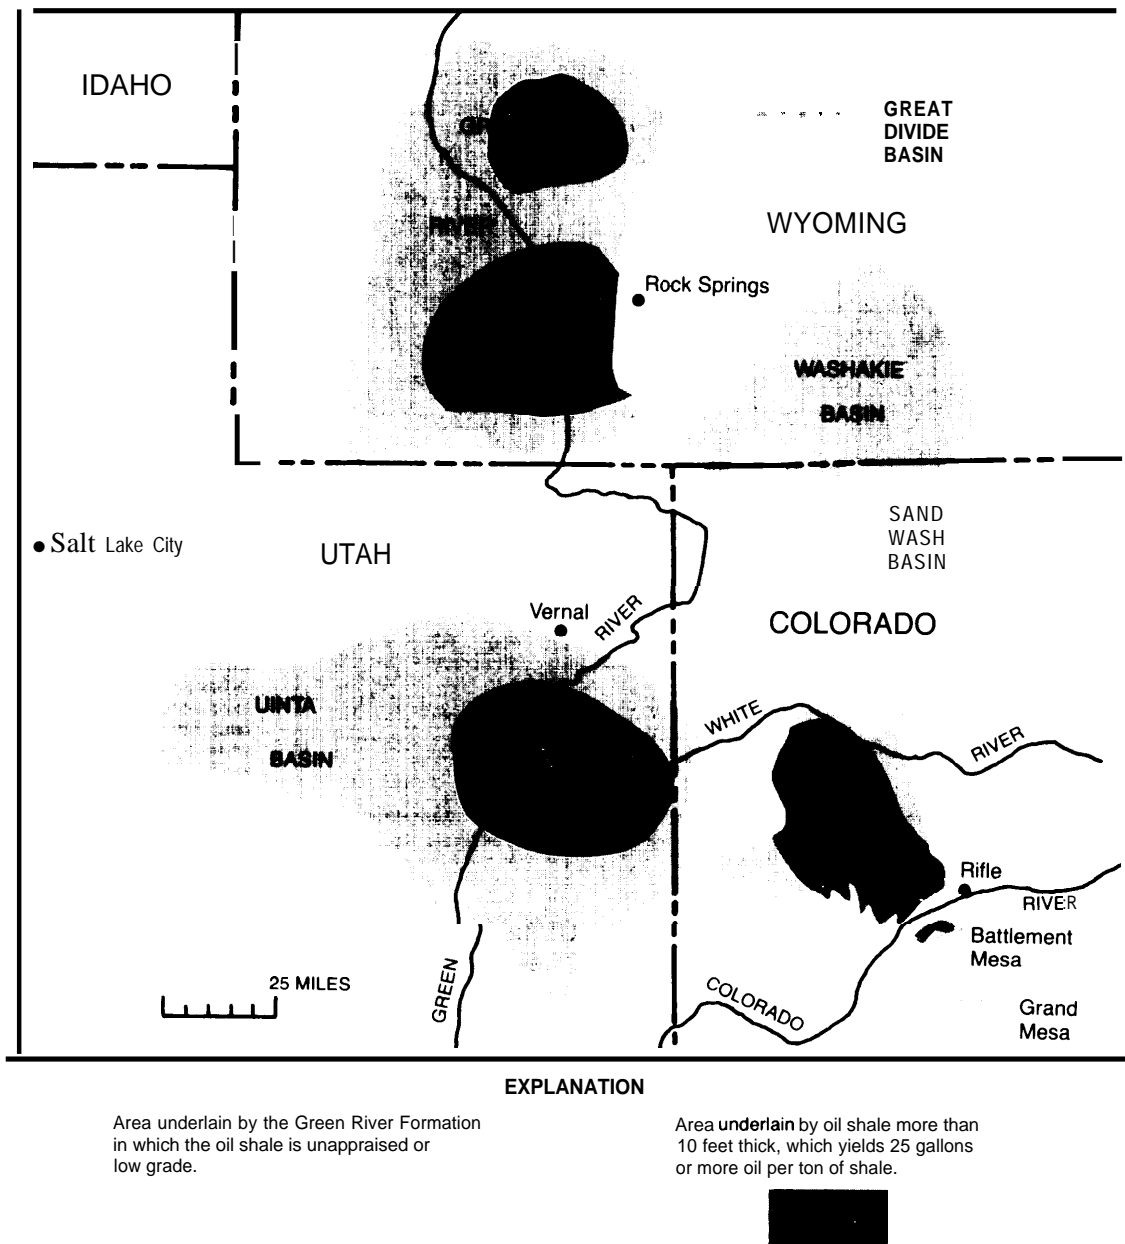 IDAHO
GREAT
DIVIDE
BASIN
WYOMING
RIVER
Rock Springs
WASHAKIE
BASIN
Salt Lake City
UTAH
SAND
WASH
BASIN
Vernal
RIVER
COLORADO
UINTA
BASIN
WHITE
RIVER
Rifle
RIVER
Battlement
Mesa
25 MILES
GREEN
COLORADO
Grand
Mesa
EXPLANATION
Area underlain by the Green River Formation
in which the oil shale is unappraised or
low grade.
Area underlain by oil shale more than
10 feet thick, which yields 25 gallons
or more oil per ton of shale.